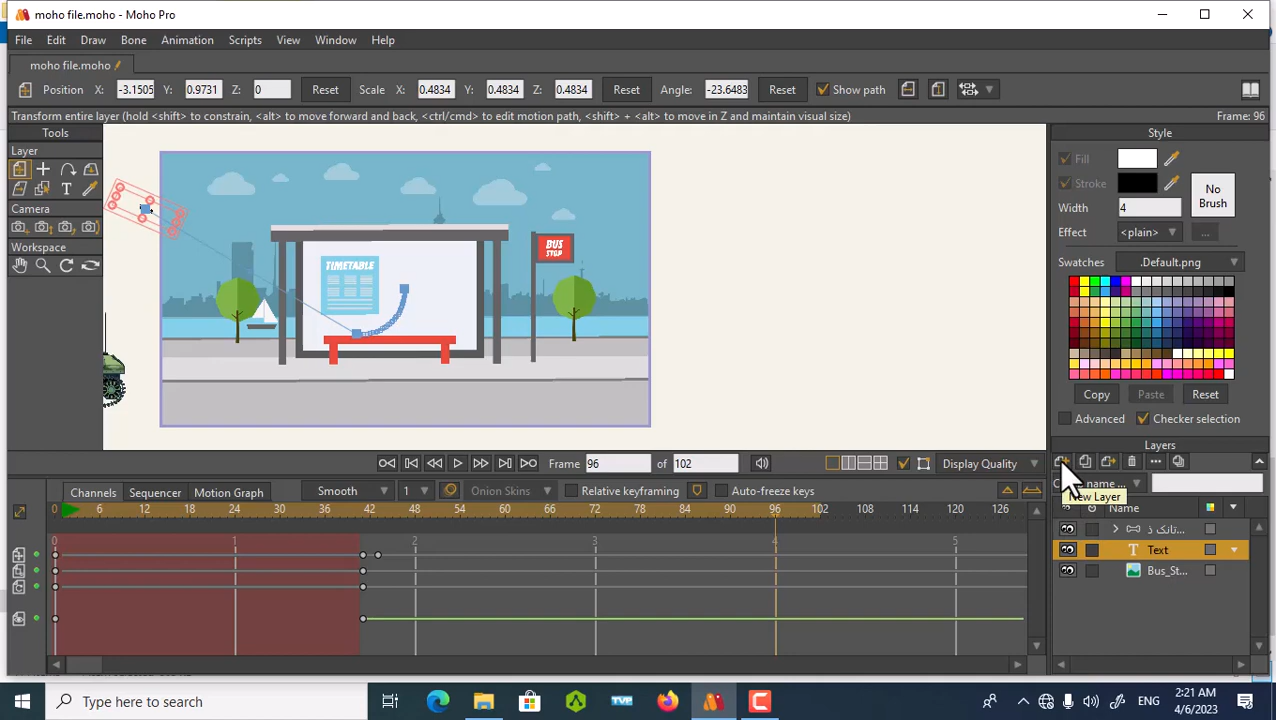 moho file.moho - Moho Pro
File Edit Draw Bone Animation Scripts View Window Help
moho file.moho
Position X: -3.1505 Y: 0.9731 Z: 0 Reset Scale X: 0.4834 Y: 0.4834 Z: 0.4834 Reset Angle: -23.6483 Reset Show path
Transform entire layer (hold <shift> to constrain, <alt> to move forward and back, <ctrl/cmd> to edit motion path, <shift> + <alt> to move in Z and maintain visual size) Frame: 96
Tools
Layer
Camera
Workspace
TIMETABLE
BUS
STOP
Style
Fill
Stroke
No
Brush
Width 4
Effect <plain> ...
Swatches .Default.png
Copy Paste Reset
Advanced Checker selection
Layers
New Layer
Name
تانک ذ...
Text
Bus_St...
Frame 96 of 102 Display Quality
Channels Sequencer Motion Graph Smooth 1 Onion Skins Relative keyframing Auto-freeze keys
0 6 12 18 24 30 36 42 48 54 60 66 72 78 84 90 96 102 108 114 120 126
0 1 2 3 4 5
Type here to search
TVP
ENG
2:21 AM
4/6/2023